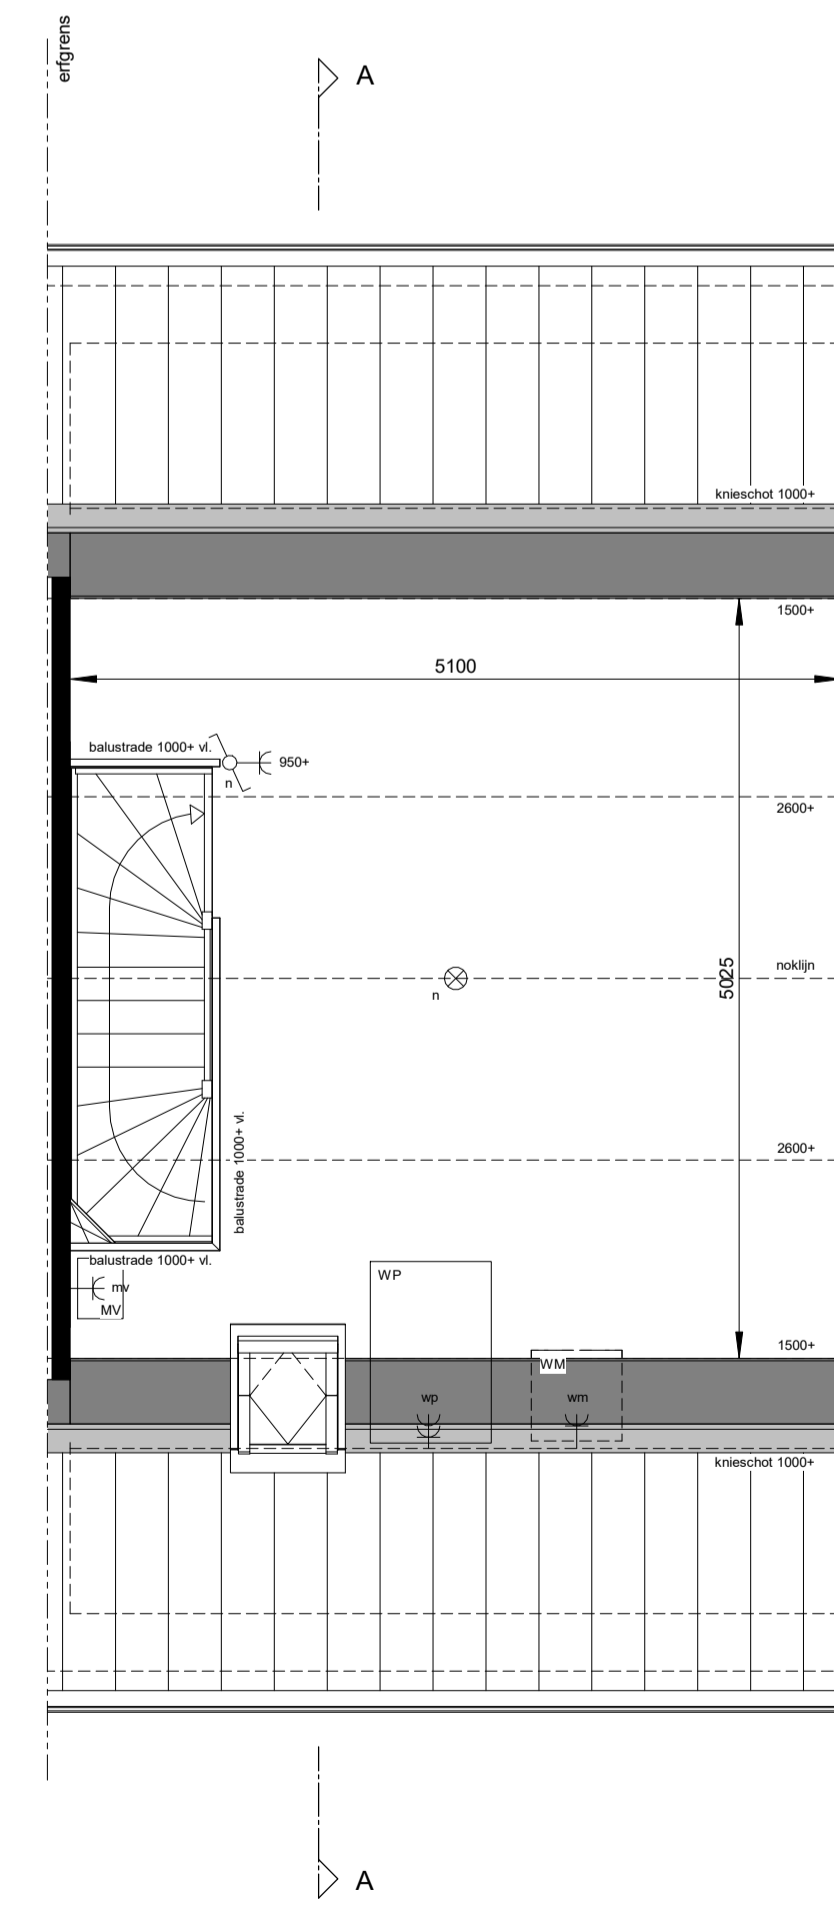 erfgrens
A
knieschot 1000+
1500+
5100
balustrade 1000+ vl.
950+
n
2600+
noklijn
n
5025
balustrade 1000+ vl.
2600+
balustrade 1000+ vl.
mv
MV
WP
1500+
WM
wp
wm
knieschot 1000+
A